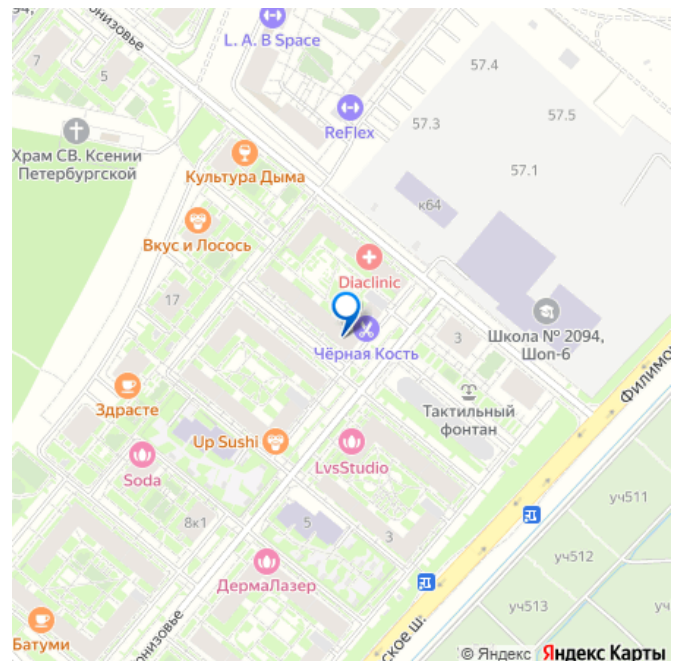 онизовье
L. A. B Space
7
5
57.4
57.5
ReFlex
57.3
Храм СВ. Ксении
Петербургской
Культура Дыма
57.1
к64
Вкус и Лосось
Diaclinic
17
Чёрная Кость
3
Школа № 2094,
Шоп-6
Филимо
Здрасте
Тактильный
фонтан
Up Sushi
LvsStudio
Soda
уч511
8к1
5
3
уч512
ДермаЛазер
уч513
уч
Батуми
онизовье
ское ш.
© Яндекс Яндекс Карты